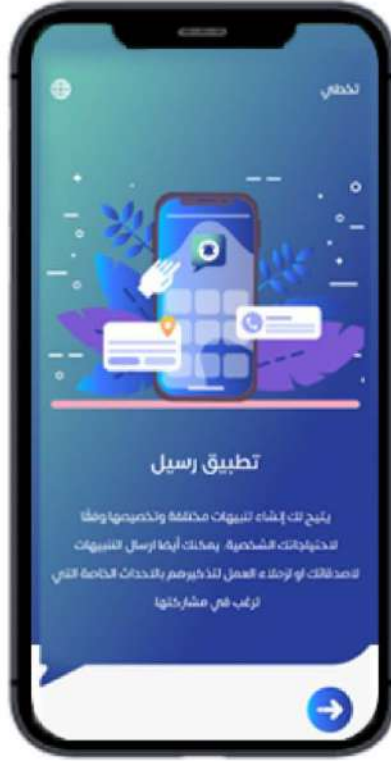 تخطي
تطبيق رسيل
يتيح لك إنشاء تنبيهات مختلفة وتخصيصها وفقًا
لاحتياجاتك الشخصية. يمكنك أيضا ارسال التنبيهات
لاصدقائك او لزملاء العمل لتذكيرهم بالاحداث الخاصة التي
ترغب في مشاركتها